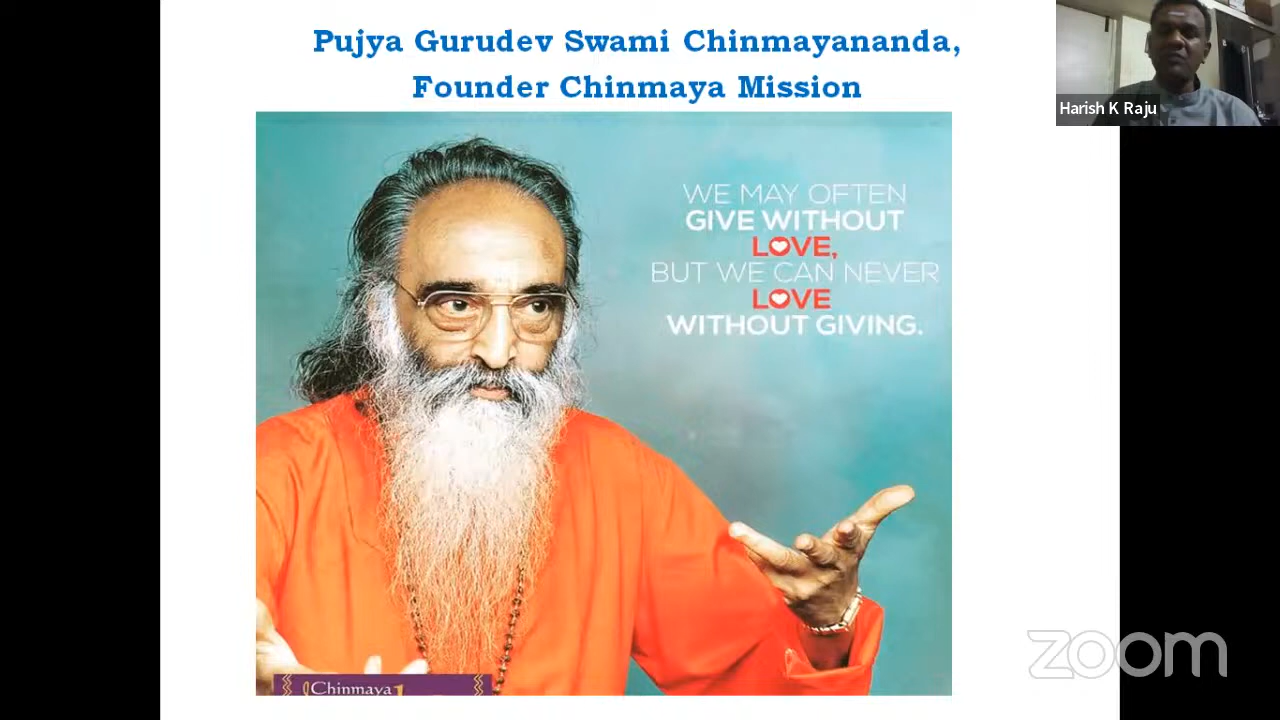 Pujya Gurudev Swami Chinmayananda,
Founder Chinmaya Mission
WE MAY OFTEN
GIVE WITHOUT
LOVE,
BUT WE CAN NEVER
LOVE
WITHOUT GIVING.
Chinmaya
Harish K Raju
zoom